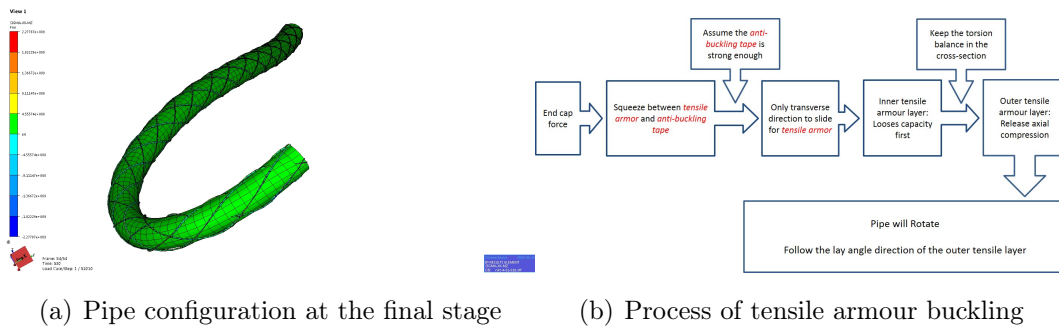 View 1
Assume the anti-
buckling tape is
strong enough
Keep the torsion
balance in the
cross-section
End cap
force
Squeeze between tensile
armor and anti-buckling
tape
Only transverse
direction to slide
for tensile armor
Inner tensile
armour layer:
Looses capacity
first
Outer tensile
armour layer:
Release axial
compression
Pipe will Rotate
Follow the lay angle direction of the outer tensile layer
(a) Pipe configuration at the final stage
(b) Process of tensile armour buckling